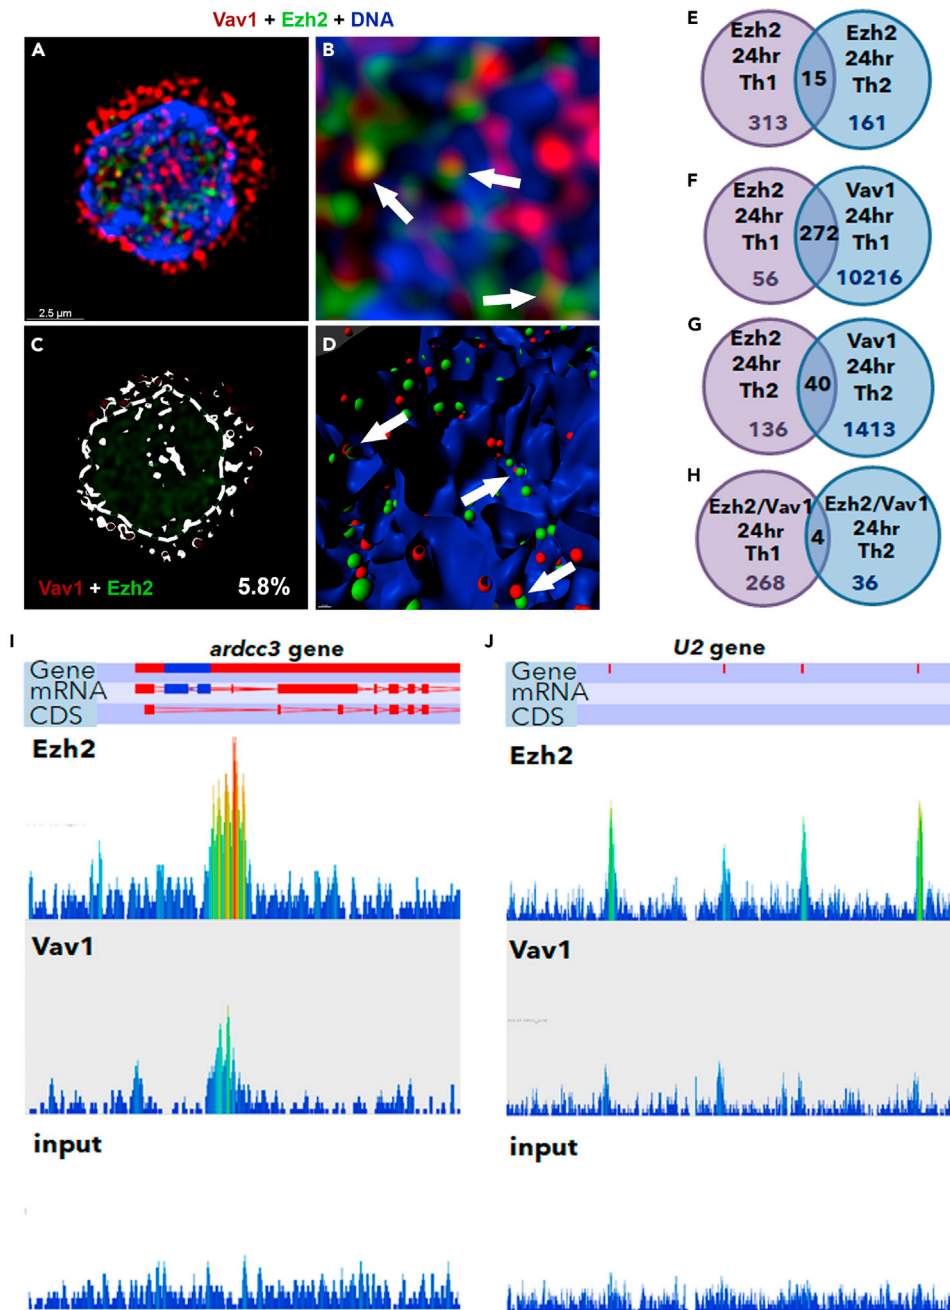 Vav1 + Ezh2 + DNA
A
B
2.5 µm
C
D
Vav1 + Ezh2
5.8%
E
Ezh2
24hr
Th1
313
15
Ezh2
24hr
Th2
161
F
Ezh2
24hr
Th1
56
272
Vav1
24hr
Th1
10216
G
Ezh2
24hr
Th2
136
40
Vav1
24hr
Th2
1413
H
Ezh2/Vav1
24hr
Th1
268
4
Ezh2/Vav1
24hr
Th2
36
I
ardcc3 gene
Gene
mRNA
CDS
Ezh2
Vav1
input
J
U2 gene
Gene
mRNA
CDS
Ezh2
Vav1
input